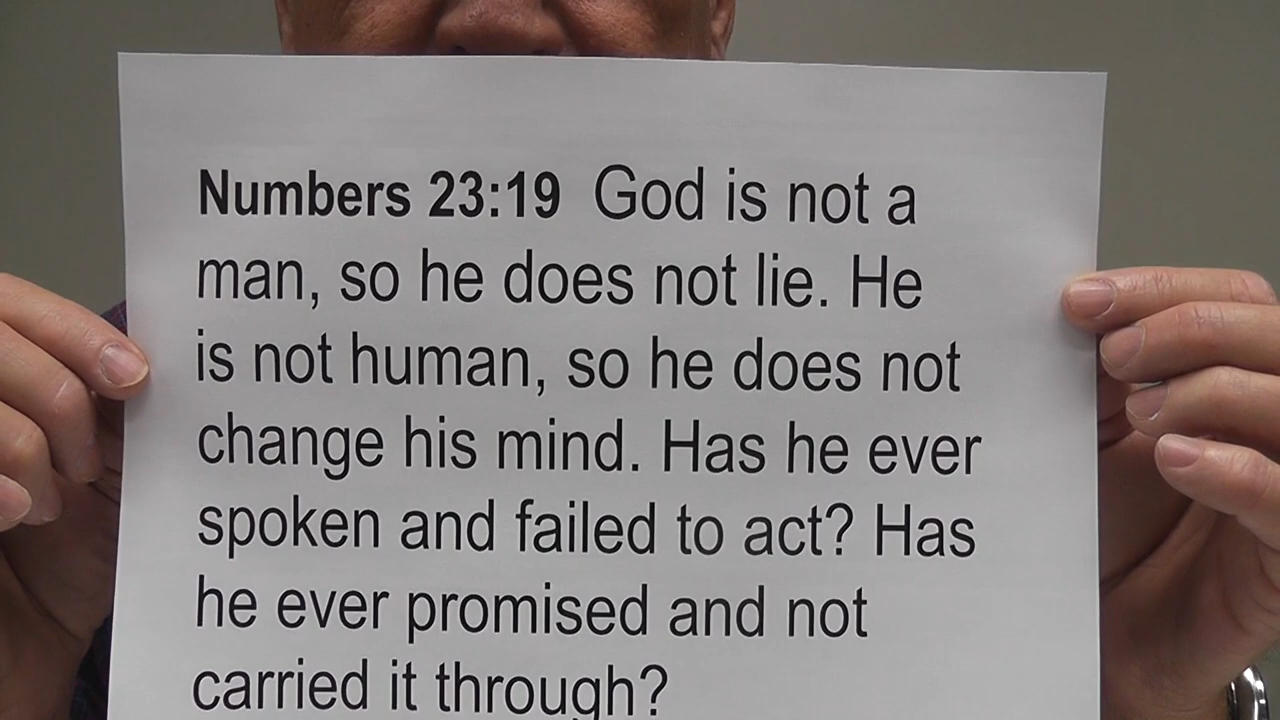 Numbers 23:19 God is not a
man, so he does not lie. He
is not human, so he does not
change his mind. Has he ever
spoken and failed to act? Has
he ever promised and not
carried it through?